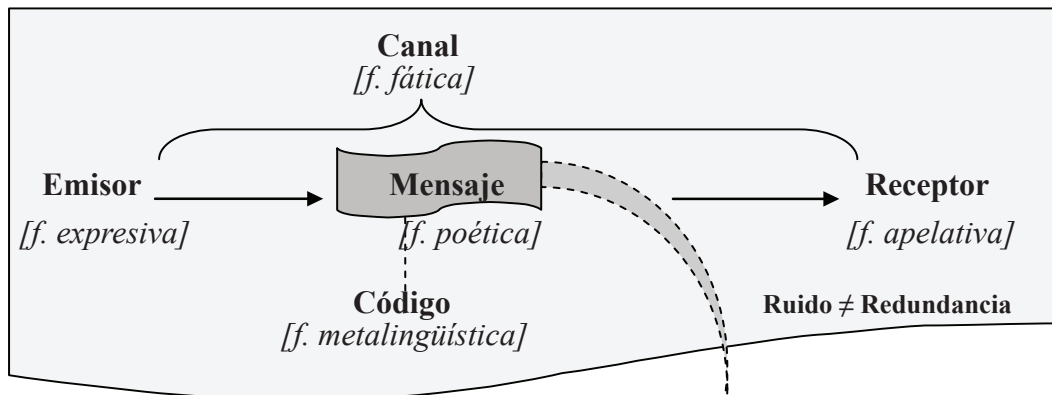 Canal
[f. fática]
Emisor
Mensaje
Receptor
[f. expresiva]
[f. poética]
[f. apelativa]
Código
Ruido ≠ Redundancia
[f. metalingüística]